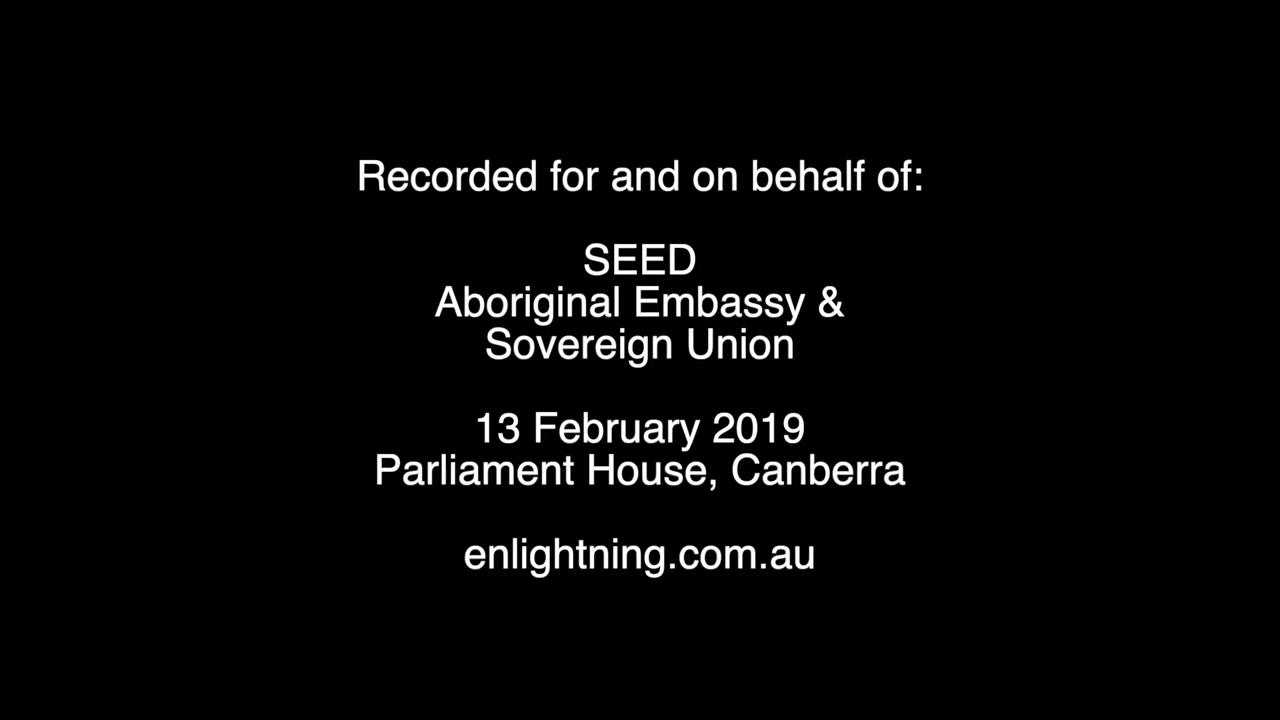 Recorded for and on behalf of:
SEED
Aboriginal Embassy &
Sovereign Union
13 February 2019
Parliament House, Canberra
enlightning.com.au